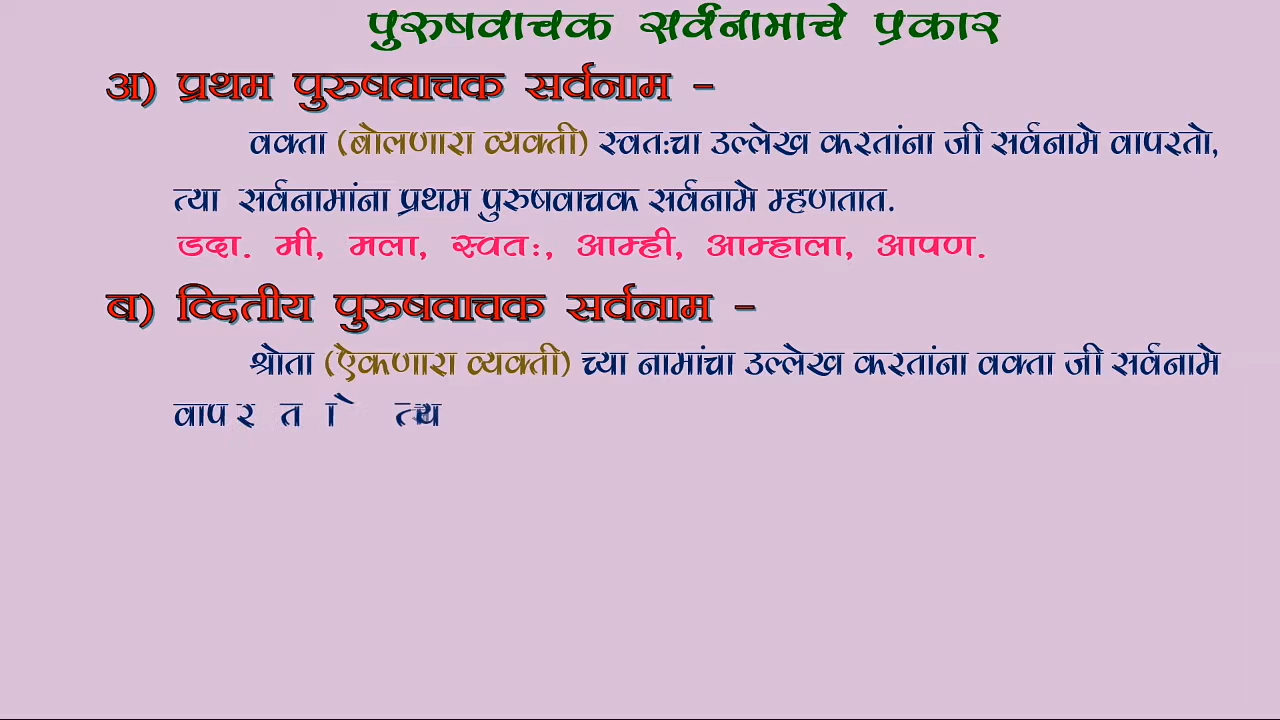 पुरुषवाचक सर्वनामाचे प्रकार
अ) प्रथम पुरुषवाचक सर्वनाम -
वक्ता (बोलणारा व्यक्ती) स्वत:चा उल्लेख करतांना जी सर्वनामे वापरतो,
त्या सर्वनामांना प्रथम पुरुषवाचक सर्वनामे म्हणतात.
उदा. मी, मला, स्वत:, आम्ही, आम्हाला, आपण.
ब) व्दितीय पुरुषवाचक सर्वनाम -
श्रोता (ऐकणारा व्यक्ती) च्या नामांचा उल्लेख करतांना वक्ता जी सर्वनामे
वापरतो